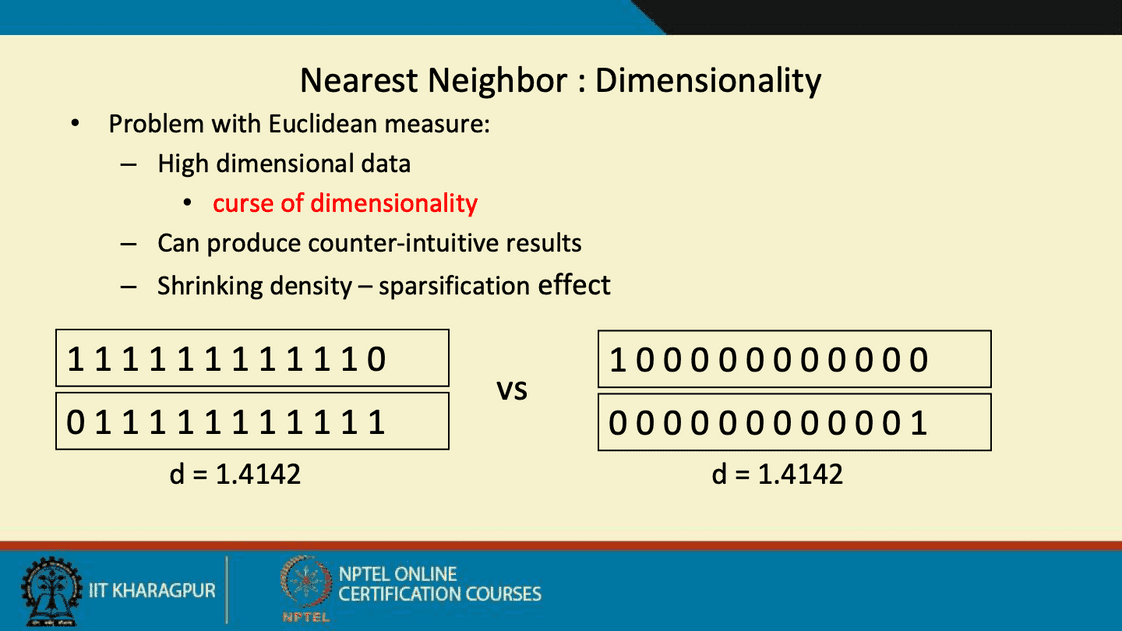 Nearest Neighbor : Dimensionality
• Problem with Euclidean measure:
– High dimensional data
• curse of dimensionality
– Can produce counter-intuitive results
– Shrinking density – sparsification effect
1 1 1 1 1 1 1 1 1 1 1 0
0 1 1 1 1 1 1 1 1 1 1 1
d = 1.4142
vs
1 0 0 0 0 0 0 0 0 0 0 0
0 0 0 0 0 0 0 0 0 0 0 1
d = 1.4142
IIT KHARAGPUR
NPTEL
NPTEL ONLINE
CERTIFICATION COURSES